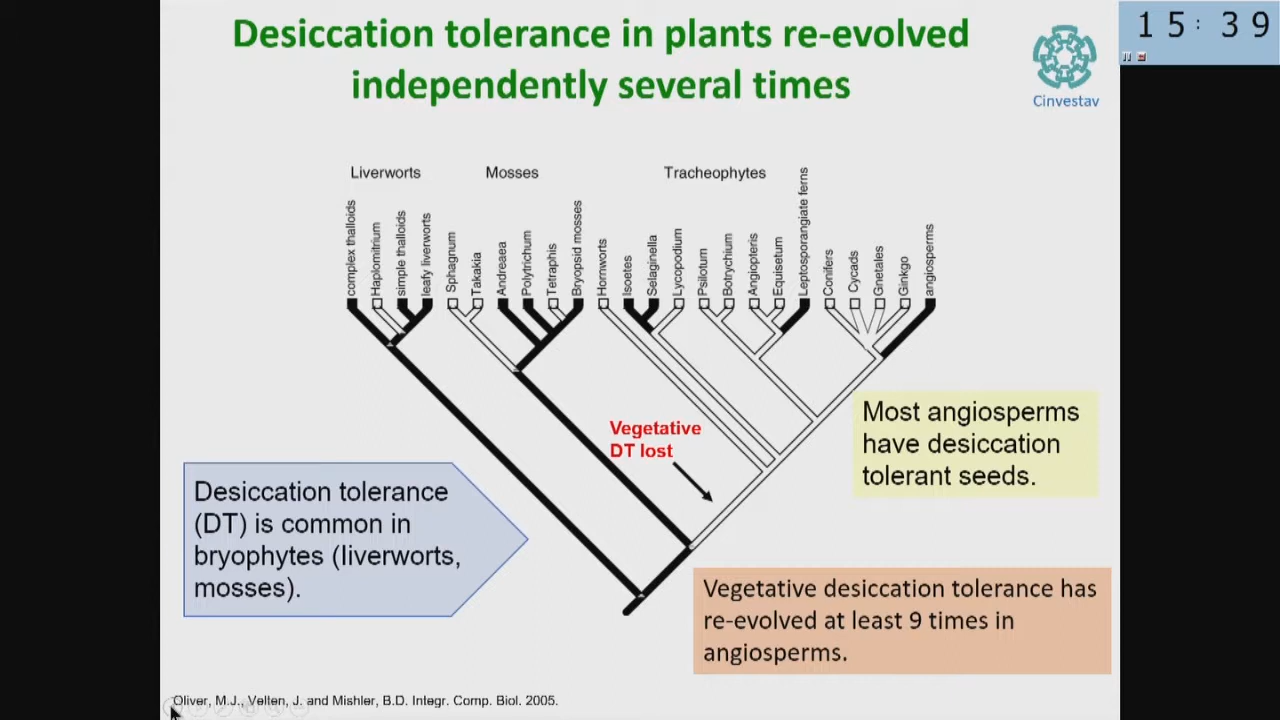 Desiccation tolerance in plants re-evolved
independently several times
Cinvestav
15:39
Liverworts
Mosses
Tracheophytes
complex thalloids
Haplomitrium
simple thalloids
leafy liverworts
Sphagnum
Takakia
Andreaea
Polytrichum
Tetraphis
Bryopsid mosses
Hornworts
Isoetes
Selaginella
Lycopodium
Psilotum
Botrychium
Angiopteris
Equisetum
Leptosporangiate ferns
Conifers
Cycads
Gnetales
Ginkgo
angiosperms
Vegetative
DT lost
Most angiosperms
have desiccation
tolerant seeds.
Desiccation tolerance
(DT) is common in
bryophytes (liverworts,
mosses).
Vegetative desiccation tolerance has
re-evolved at least 9 times in
angiosperms.
Oliver, M.J., Velten, J. and Mishler, B.D. Integr. Comp. Biol. 2005.